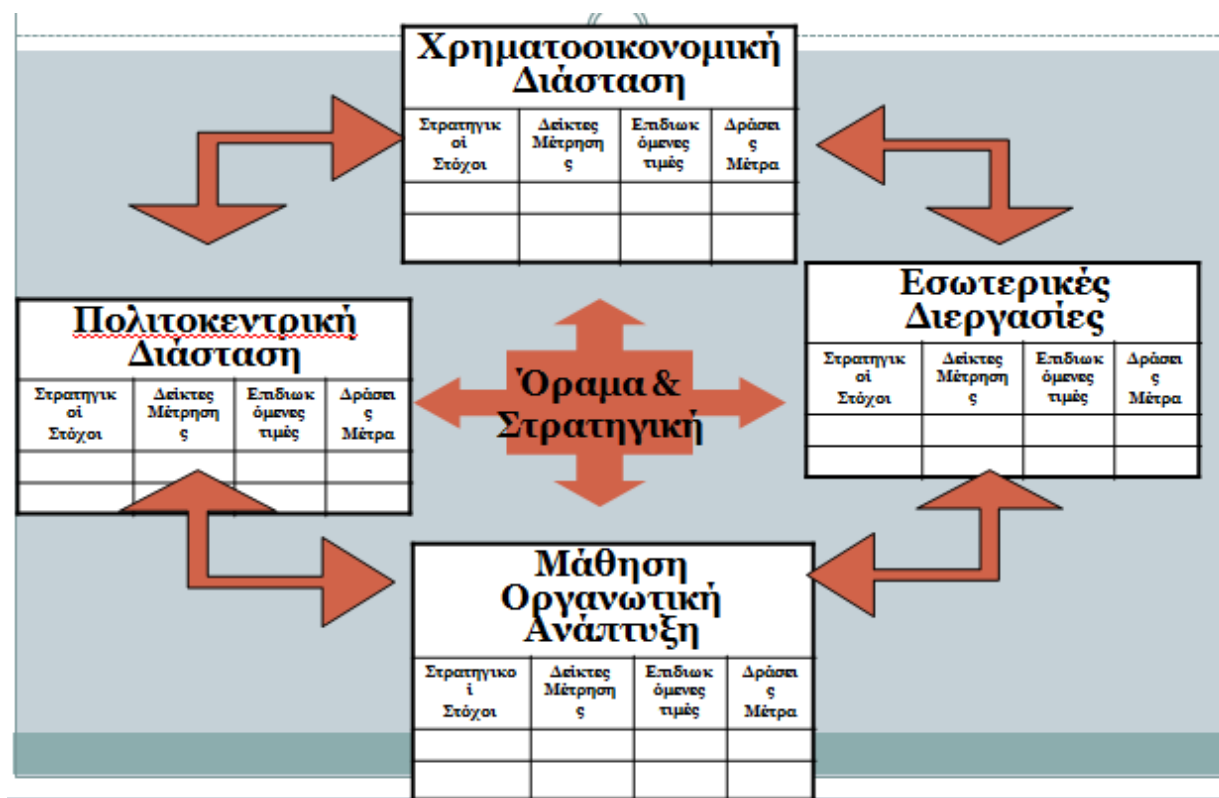 Χρηματοοικονομική
Διάσταση
Στρατηγικ Δείκτες Επιδιωκ Δράσει
οί Μέτρηση όμενες ς
Στόχοι ς τιμές Μέτρα
Εσωτερικές
Διεργασίες
Στρατηγικ Δείκτες Επιδιωκ Δράσει
οί Μέτρηση όμενες ς
Στόχοι ς τιμές Μέτρα
Πολιτοκεντρική
Διάσταση
Στρατηγικ Δείκτες Επιδιωκ Δράσει
οί Μέτρηση όμενες ς
Στόχοι ς τιμές Μέτρα
Όραμα &
Στρατηγική
Μάθηση
Οργανωτική
Ανάπτυξη
Στρατηγικο Δείκτες Επιδιωκ Δράσει
ί Μέτρηση όμενες ς
Στόχοι ς τιμές Μέτρα